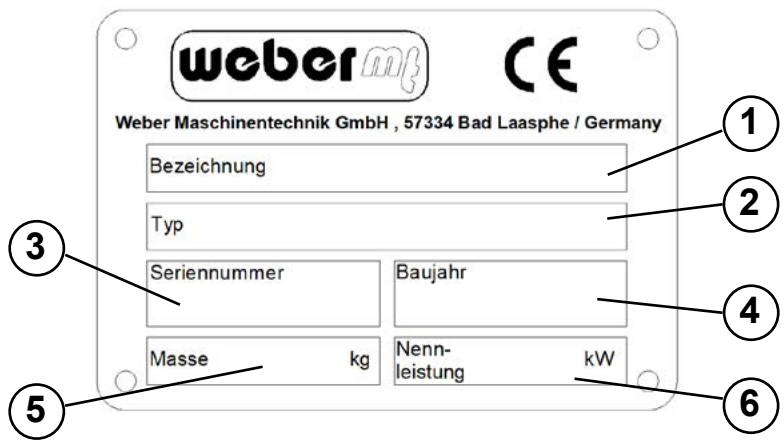 weber mt CE
Weber Maschinentechnik GmbH , 57334 Bad Laasphe / Germany
1
Bezeichnung
2
Typ
3
Seriennummer
Baujahr
4
Masse kg
Nenn-
leistung kW
5
6